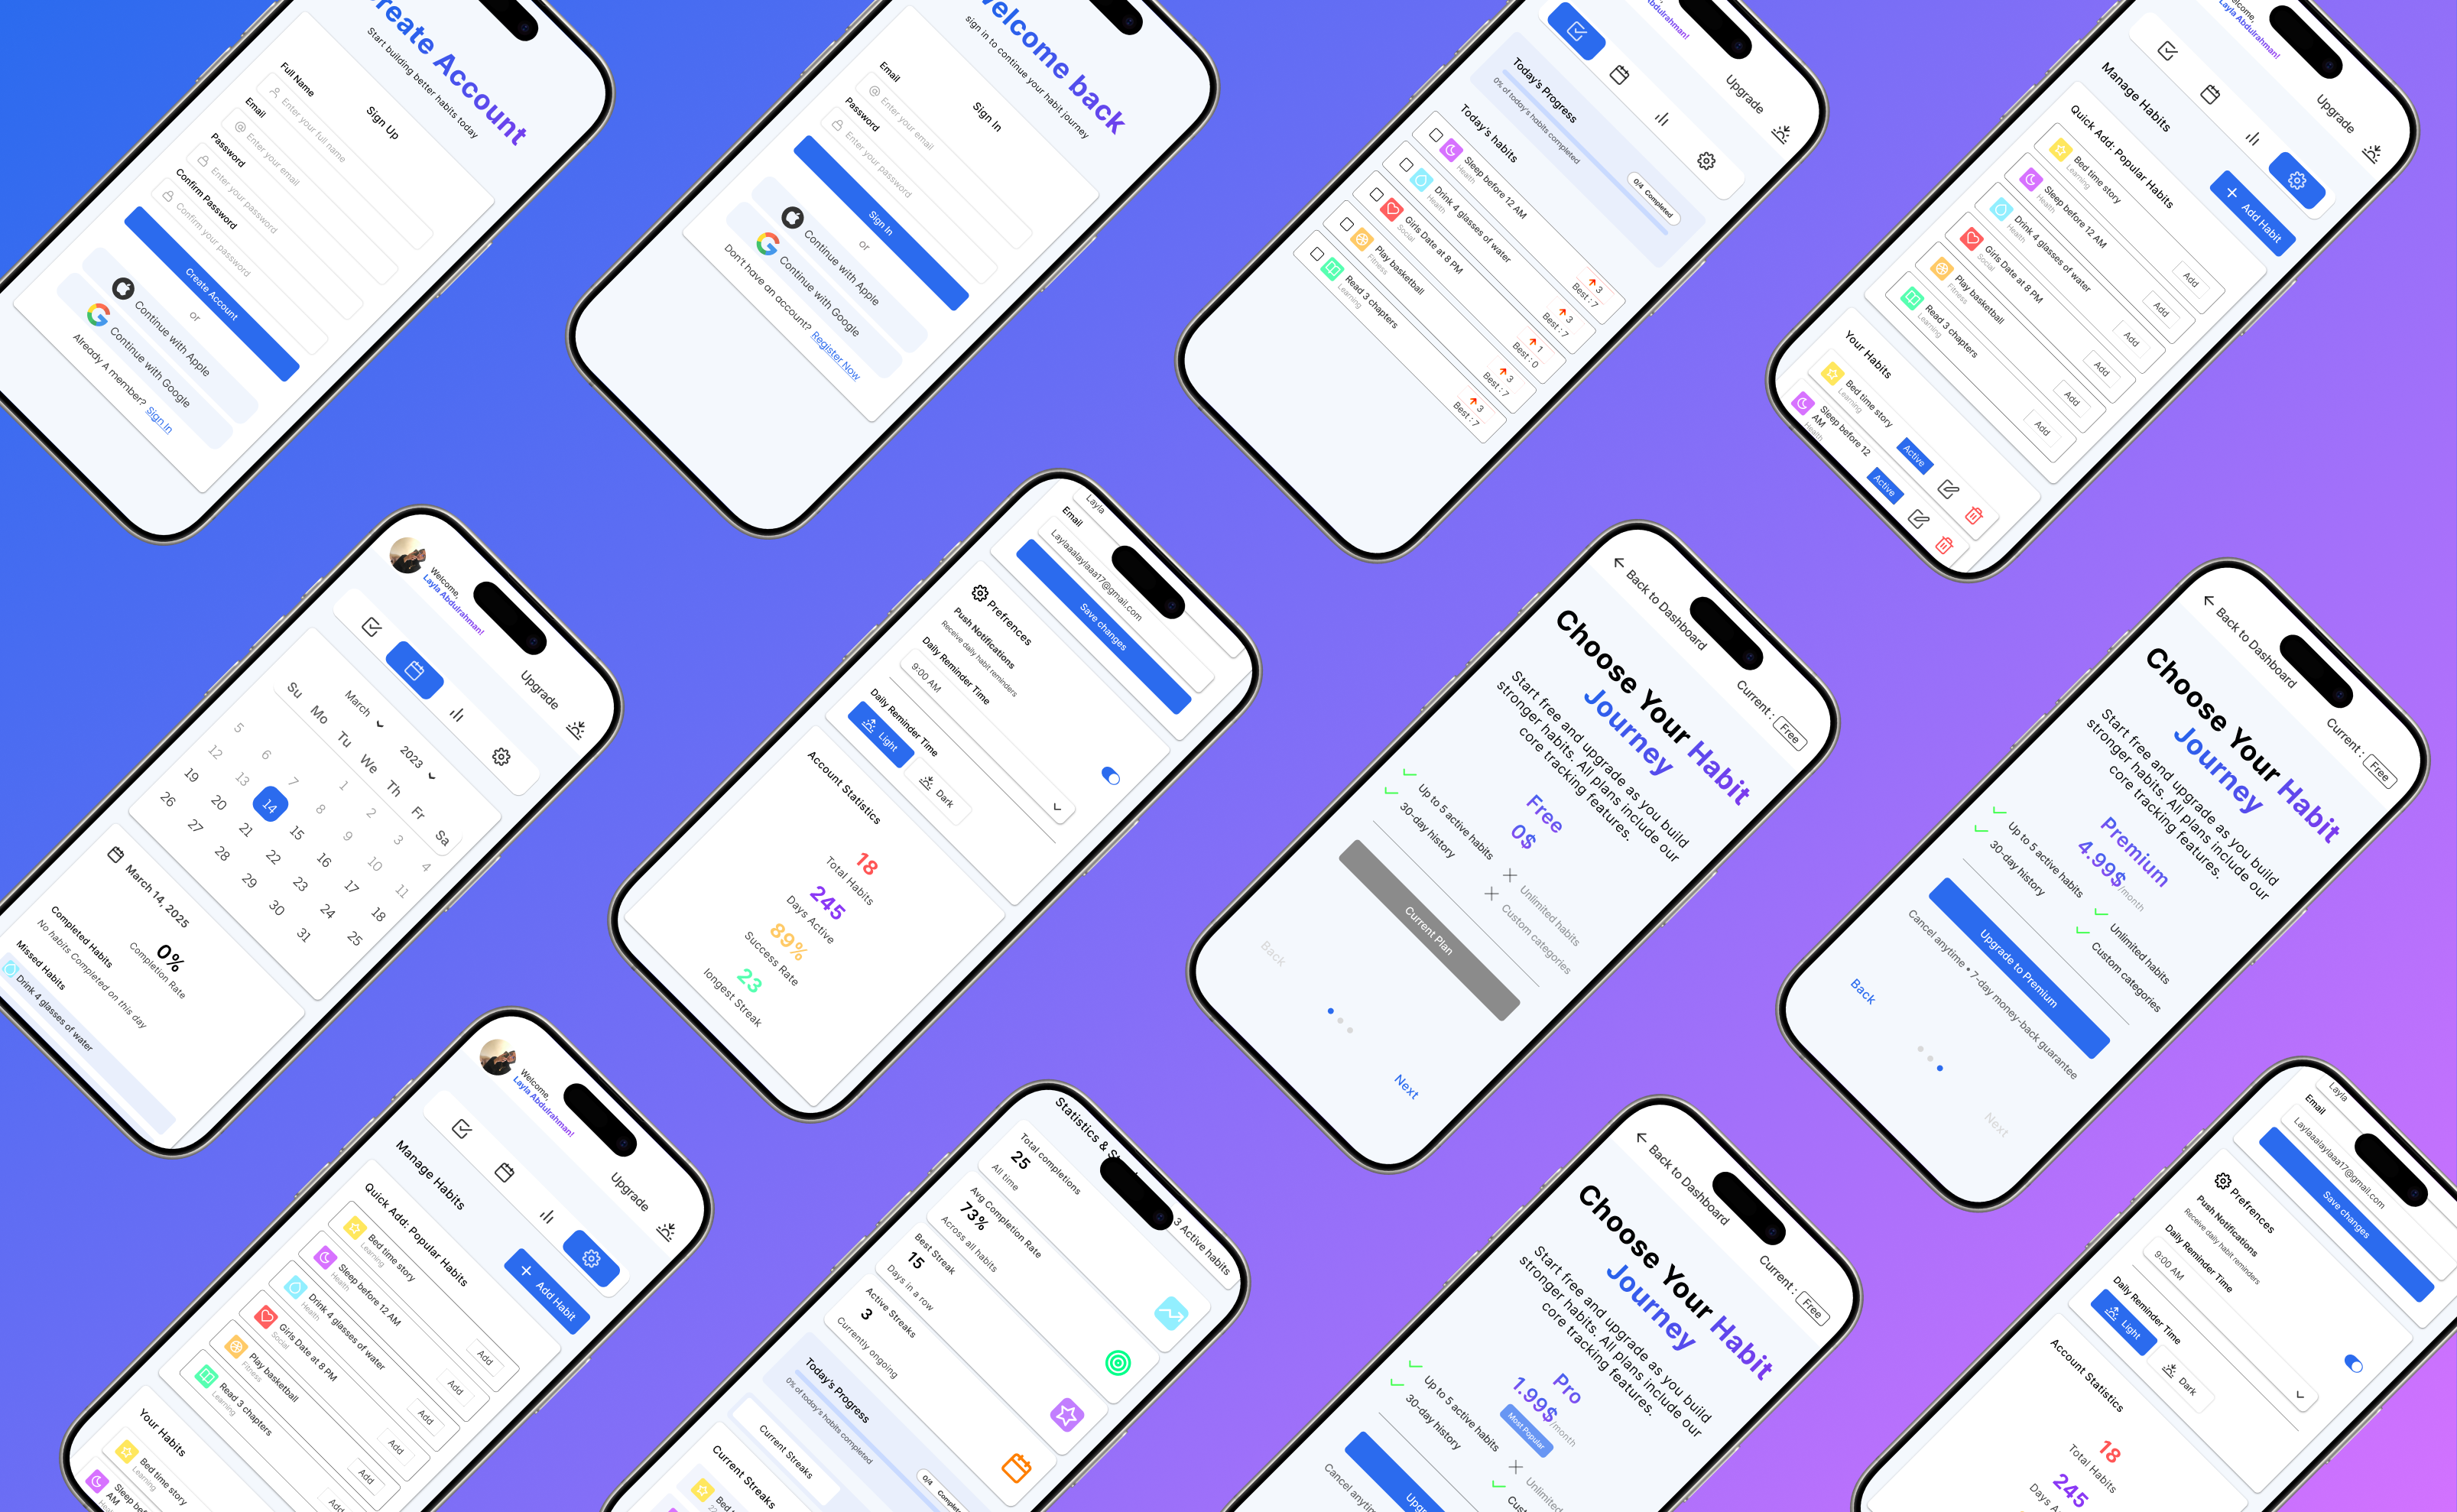 Create Account
Start building better habits today
Sign Up
Full Name
Enter your full name
Email
Enter your email
Password
Enter your password
Confirm Password
Confirm your password
Create Account
or
Continue with Apple
Continue with Google
Already A member? Sign In
Welcome back
sign in to continue your habit journey
Sign In
Email
Enter your email
Password
Enter your password
Sign In
or
Continue with Apple
Continue with Google
Don't have an account? Register Now
Abdulrahman!
Upgrade
Today's Progress
0% of today's habits completed
0/4 Completed
Today's habits
Sleep before 12 AM
Health
3
Best : 7
Drink 4 glasses of water
Health
3
Best : 7
Girls Date at 8 PM
Social
1
Best : 0
Play basketball
Fitness
3
Best : 7
Read 3 chapters
Learning
3
Best : 7
Welcome,
Layla Abdulrahman!
Upgrade
Manage Habits
Add Habit
Quick Add: Popular Habits
Bed time story
Learning
Add
Sleep before 12 AM
Health
Add
Drink 4 glasses of water
Health
Add
Girls Date at 8 PM
Social
Add
Play basketball
Fitness
Add
Read 3 chapters
Learning
Add
Your Habits
Bed time story
Learning
Active
Sleep before 12
AM
Health
Active
Welcome,
Layla Abdulrahman!
Upgrade
March 2023
Su Mo Tu We Th Fr Sa
1 2 3 4
5 6 7 8 9 10 11
12 13 14 15 16 17 18
19 20 21 22 23 24 25
26 27 28 29 30 31
March 14, 2025
0%
Completion Rate
Completed Habits
No habits Completed on this day
Missed Habits
Drink 4 glasses of water
Layla
Email
Laylaaalaylaaa17@gmail.com
Save changes
Prefrences
Push Notifications
Receive daily habit reminders
Daily Reminder Time
9:00 AM
Daily Reminder Time
Light
Dark
Account Statistics
18
Total Habits
245
Days Active
89%
Success Rate
23
longest Streak
Back to Dashboard
Current : Free
Choose Your Habit
Journey
Start free and upgrade as you build
stronger habits. All plans include our
core tracking features.
Free
0$
Up to 5 active habits
30-day history
Unlimited habits
Custom categories
Current Plan
Back
Next
Back to Dashboard
Current : Free
Choose Your Habit
Journey
Start free and upgrade as you build
stronger habits. All plans include our
core tracking features.
Premium
4.99$/month
Up to 5 active habits
30-day history
Unlimited habits
Custom categories
Upgrade to Premium
Cancel anytime • 7-day money-back guarantee
Back
Next
Welcome,
Layla Abdulrahman!
Upgrade
Manage Habits
Add Habit
Quick Add: Popular Habits
Bed time story
Learning
Add
Sleep before 12 AM
Health
Add
Drink 4 glasses of water
Health
Add
Girls Date at 8 PM
Social
Add
Play basketball
Fitness
Add
Read 3 chapters
Learning
Add
Your Habits
Bed time story
Learning
Sleep
AM
Statistics &
3 Active habits
Total completions
25
All time
Avg Completion Rate
73%
Across all habits
Best Streak
15
Days in a row
Active Streaks
3
Currently ongoing
Today's Progress
0% of today's habits completed
0/4
Current Streaks
Current Streaks
Back to Dashboard
Current : Free
Choose Your Habit
Journey
Start free and upgrade as you build
stronger habits. All plans include our
core tracking features.
Pro
1.99$/month
Most Popular
Up to 5 active habits
30-day history
Unlimited
Cancel
Layla
Email
Laylaaalaylaaa17@gmail.com
Save changes
Prefrences
Push Notifications
Receive daily habit reminders
Daily Reminder Time
9:00 AM
Daily Reminder Time
Light
Dark
Account Statistics
18
Total Habits
245